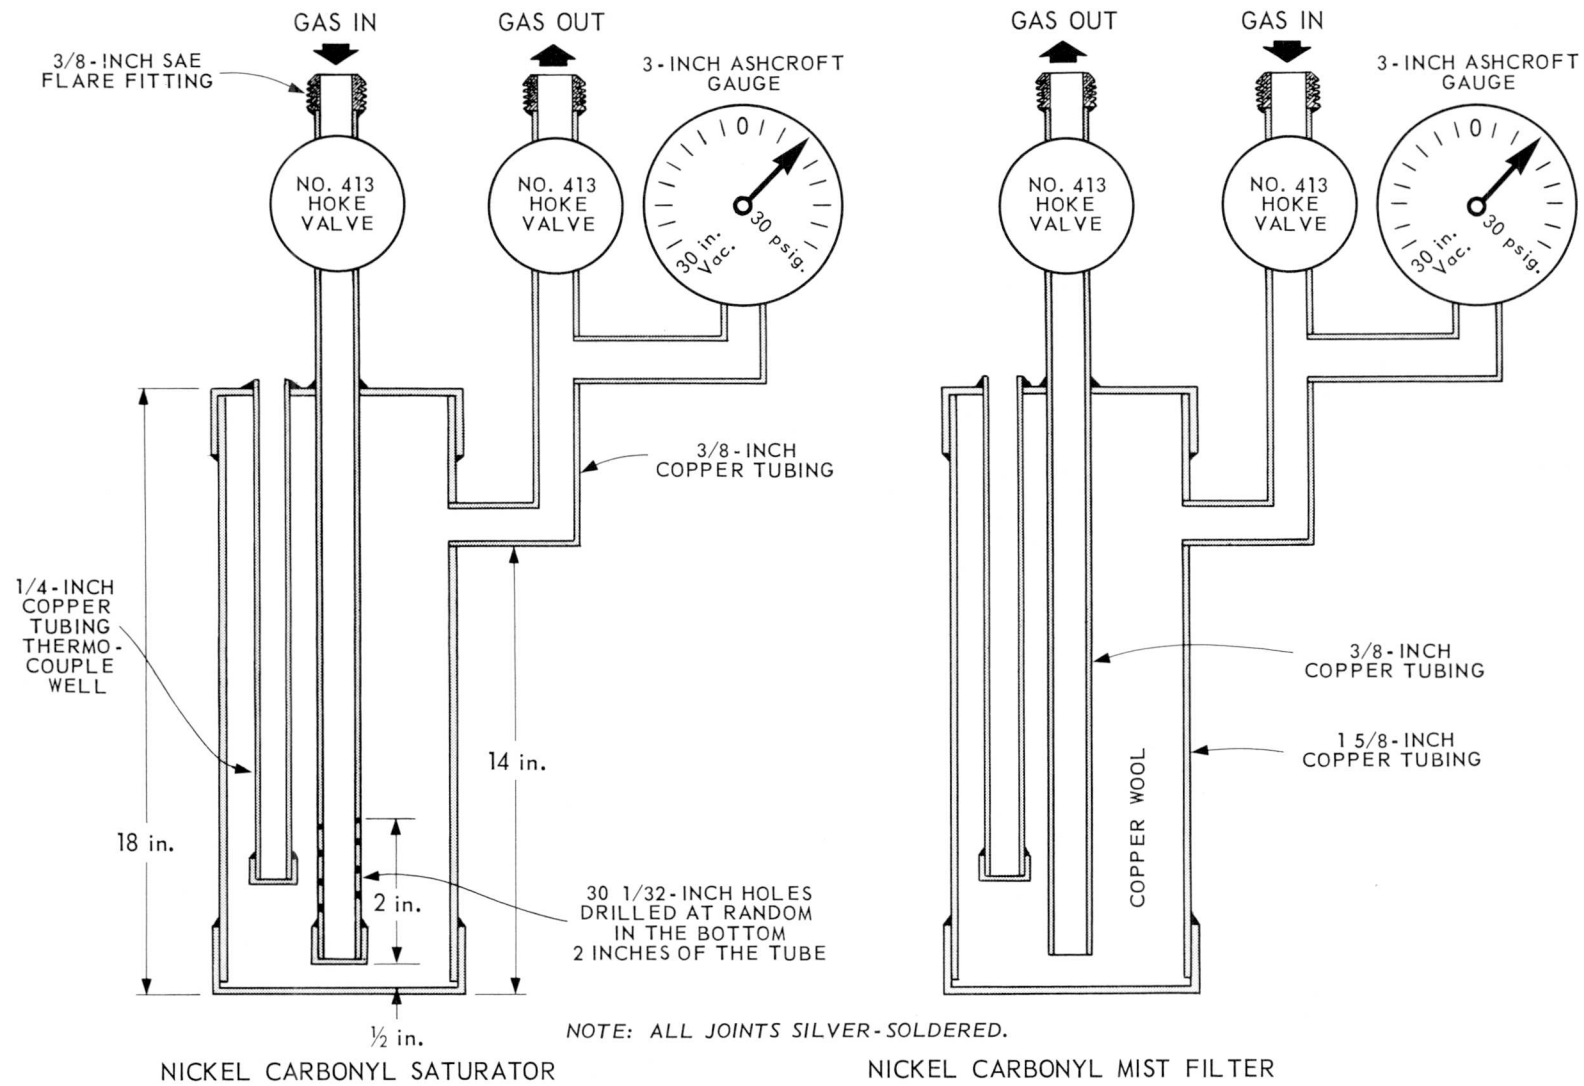 GAS IN
GAS OUT
3/8-INCH SAE
FLARE FITTING
3-INCH ASHCROFT
GAUGE
NO. 413
HOKE
VALVE
NO. 413
HOKE
VALVE
0
30 in.
Vac.
30 psig.
3/8-INCH
COPPER TUBING
1/4-INCH
COPPER
TUBING
THERMO-
COUPLE
WELL
18 in.
14 in.
2 in.
30 1/32-INCH HOLES
DRILLED AT RANDOM
IN THE BOTTOM
2 INCHES OF THE TUBE
½ in.
NICKEL CARBONYL SATURATOR
GAS OUT
GAS IN
3-INCH ASHCROFT
GAUGE
NO. 413
HOKE
VALVE
NO. 413
HOKE
VALVE
0
30 in.
Vac.
30 psig.
3/8-INCH
COPPER TUBING
1 5/8-INCH
COPPER TUBING
COPPER WOOL
NOTE: ALL JOINTS SILVER-SOLDERED.
NICKEL CARBONYL MIST FILTER